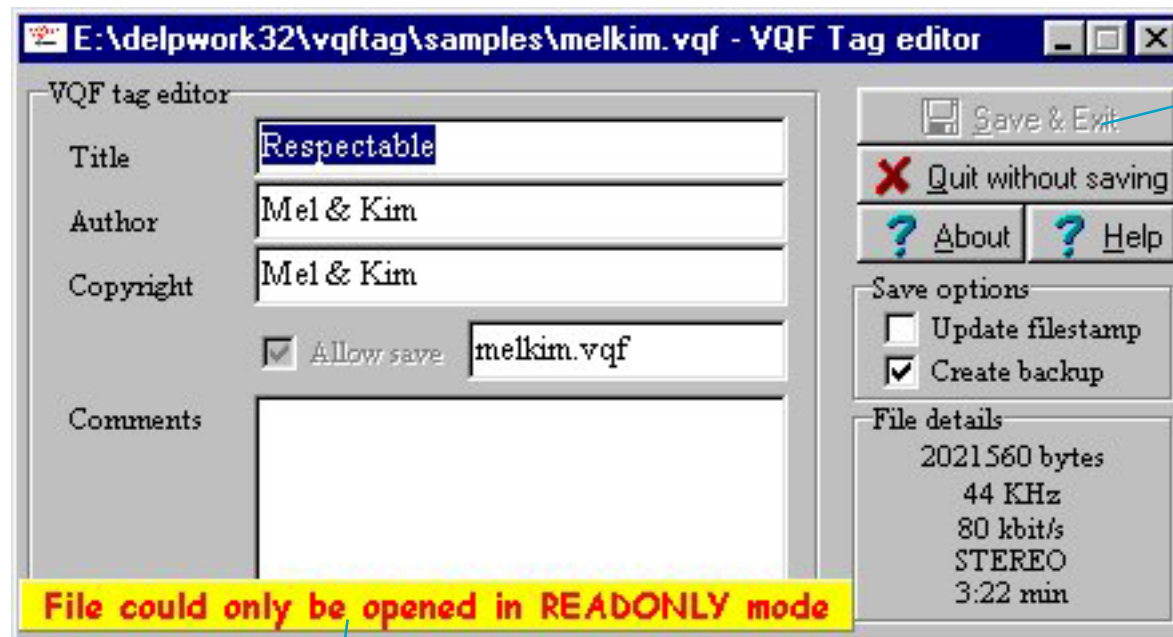 E:\delpwork32\vqftag\samples\melkim.vqf - VQF Tag editor
VQF tag editor
Title
Respectable
Author
Mel & Kim
Copyright
Mel & Kim
Allow save
melkim.vqf
Comments
Save & Exit
Quit without saving
About
Help
Save options
Update filestamp
Create backup
File details
2021560 bytes
44 KHz
80 kbit/s
STEREO
3:22 min
File could only be opened in READONLY mode